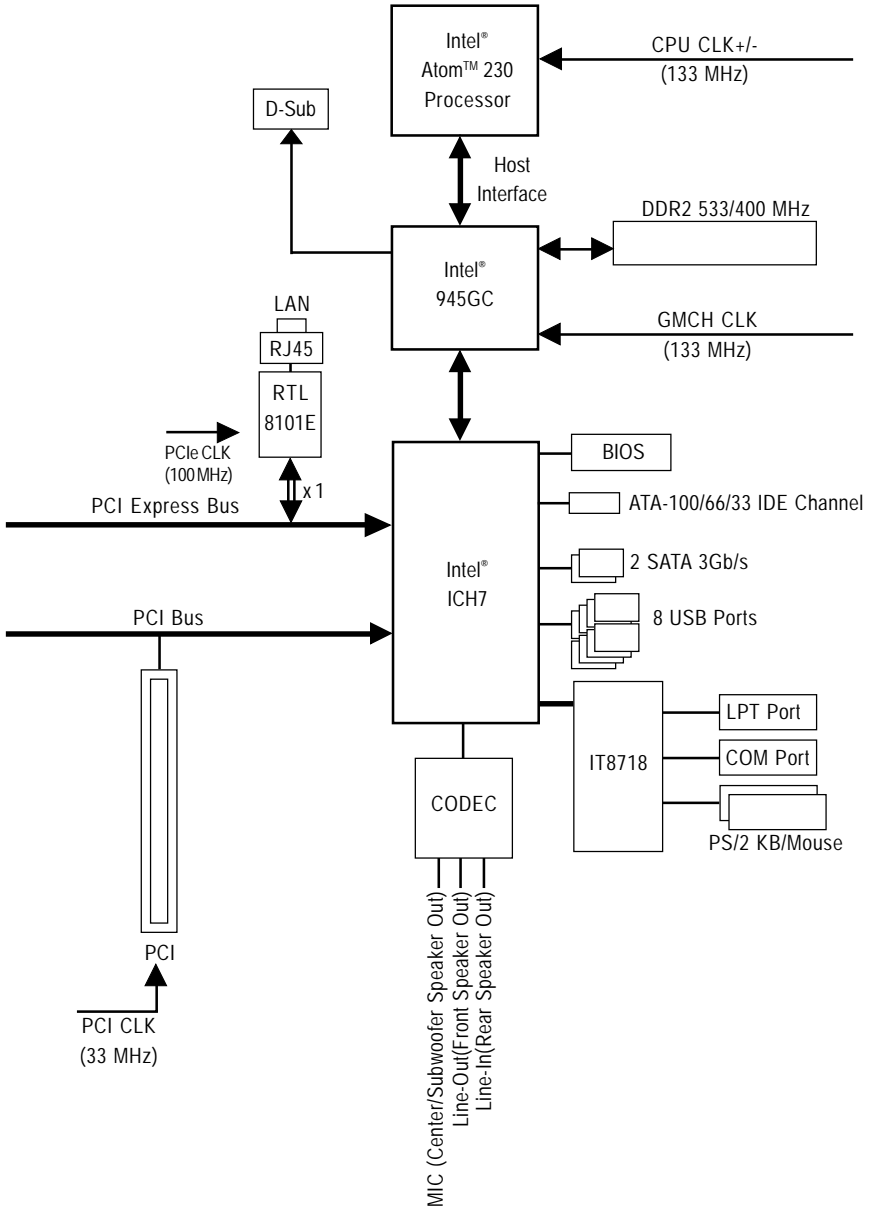 Intel®
Atom™ 230
Processor
CPU CLK+/-
(133 MHz)
D-Sub
Host
Interface
DDR2 533/400 MHz
Intel®
945GC
LAN
RJ45
GMCH CLK
(133 MHz)
RTL
8101E
PCIe CLK
(100 MHz)
x 1
BIOS
PCI Express Bus
ATA-100/66/33 IDE Channel
Intel®
ICH7
2 SATA 3Gb/s
PCI Bus
8 USB Ports
LPT Port
IT8718
COM Port
CODEC
PS/2 KB/Mouse
MIC (Center/Subwoofer Speaker Out)
Line-Out(Front Speaker Out)
Line-In(Rear Speaker Out)
PCI
PCI CLK
(33 MHz)